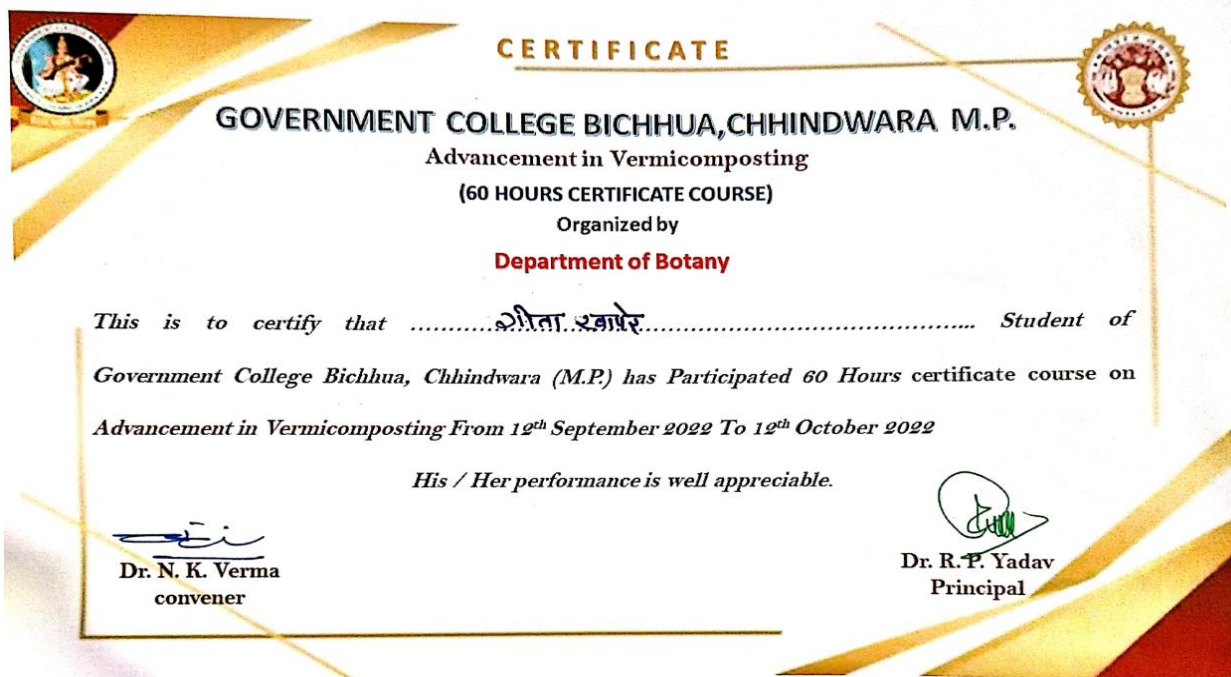 CERTIFICATE
GOVERNMENT COLLEGE BICHHUA,CHHINDWARA M.P.
Advancement in Vermicomposting
(60 HOURS CERTIFICATE COURSE)
Organized by
Department of Botany
This is to certify that ...........गीता खापरे............................................... Student of
Government College Bichhua, Chhindwara (M.P.) has Participated 60 Hours certificate course on
Advancement in Vermicomposting From 12th September 2022 To 12th October 2022
His / Her performance is well appreciable.
Dr. N. K. Verma
convener
Dr. R. P. Yadav
Principal